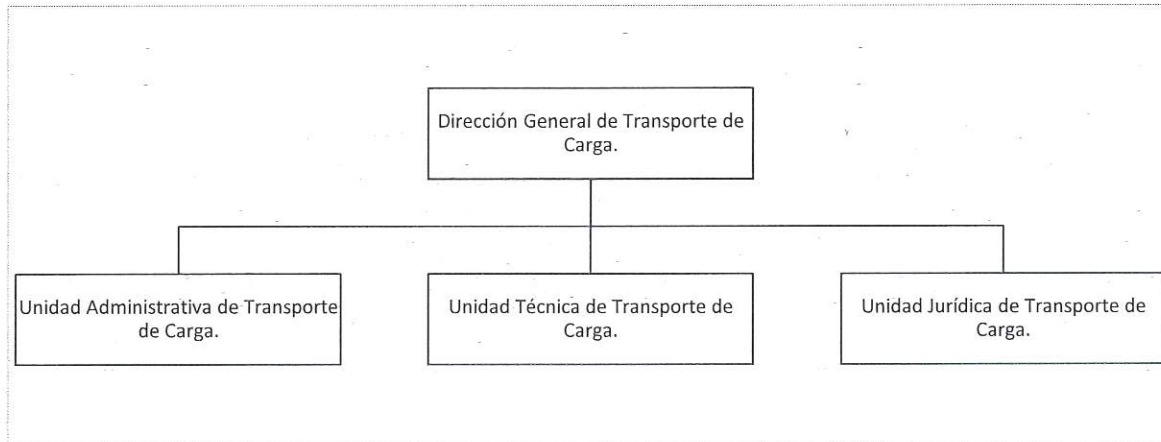 Dirección General de Transporte de
Carga.
Unidad Administrativa de Transporte
de Carga.
Unidad Técnica de Transporte de
Carga.
Unidad Jurídica de Transporte de
Carga.